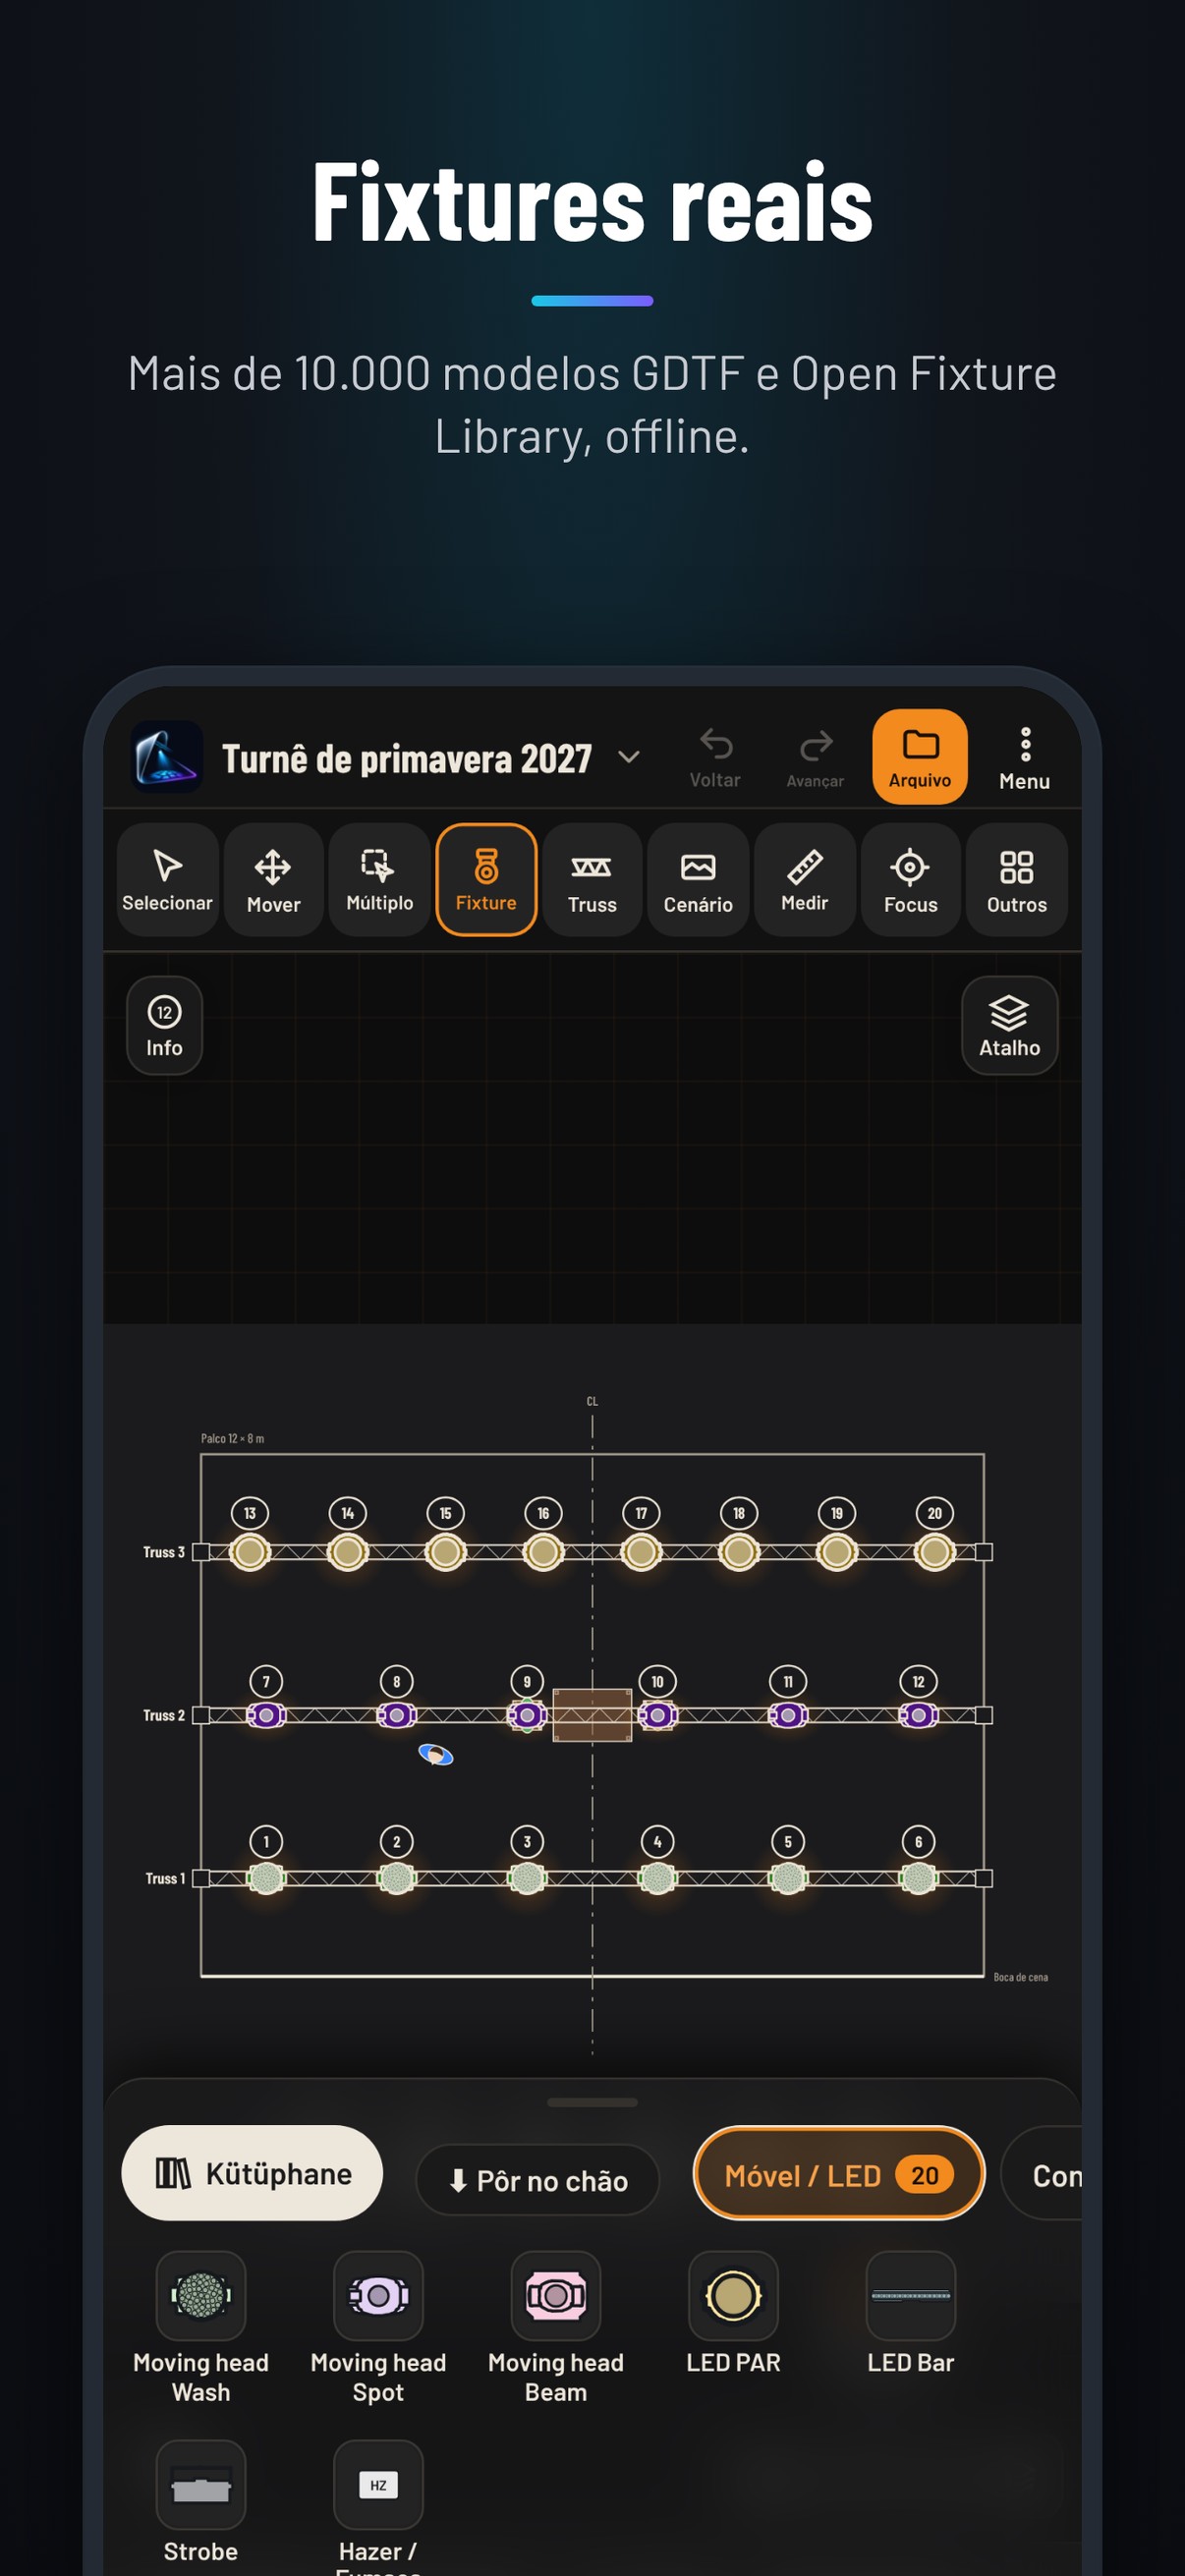 Fixtures reais
Mais de 10.000 modelos GDTF e Open Fixture
Library, offline.
Turnê de primavera 2027
Voltar
Avançar
Arquivo
Menu
Selecionar
Mover
Múltiplo
Fixture
Truss
Cenário
Medir
Focus
Outros
12
Info
Atalho
CL
Palco 12 × 8 m
13 14 15 16 17 18 19 20
Truss 3
7 8 9 10 11 12
Truss 2
1 2 3 4 5 6
Truss 1
Boca de cena
Kütüphane
⬇ Pôr no chão
Móvel / LED 20
Con
Moving head
Wash
Moving head
Spot
Moving head
Beam
LED PAR
LED Bar
Strobe
HZ
Hazer /